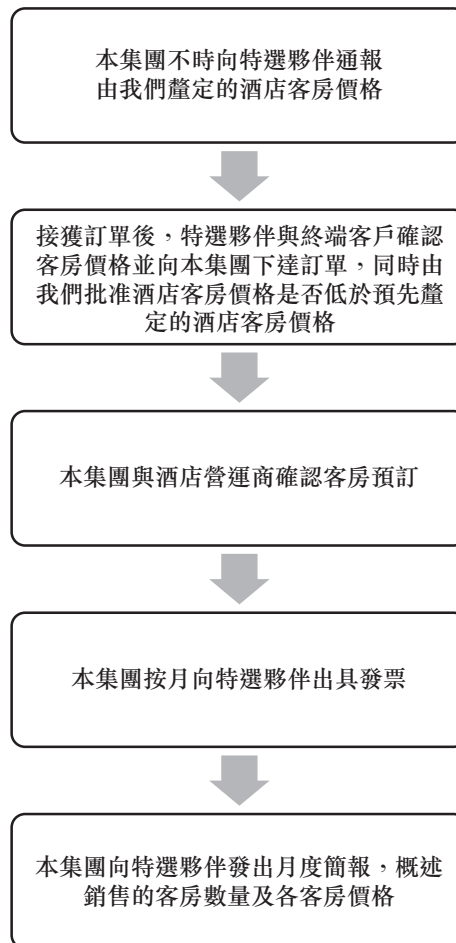 本集團不時向特選夥伴通報
由我們釐定的酒店客房價格
接獲訂單後，特選夥伴與終端客戶確認
客房價格並向本集團下達訂單，同時由
我們批准酒店客房價格是否低於預先釐
定的酒店客房價格
本集團與酒店營運商確認客房預訂
本集團按月向特選夥伴出具發票
本集團向特選夥伴發出月度簡報，概述
銷售的客房數量及各客房價格